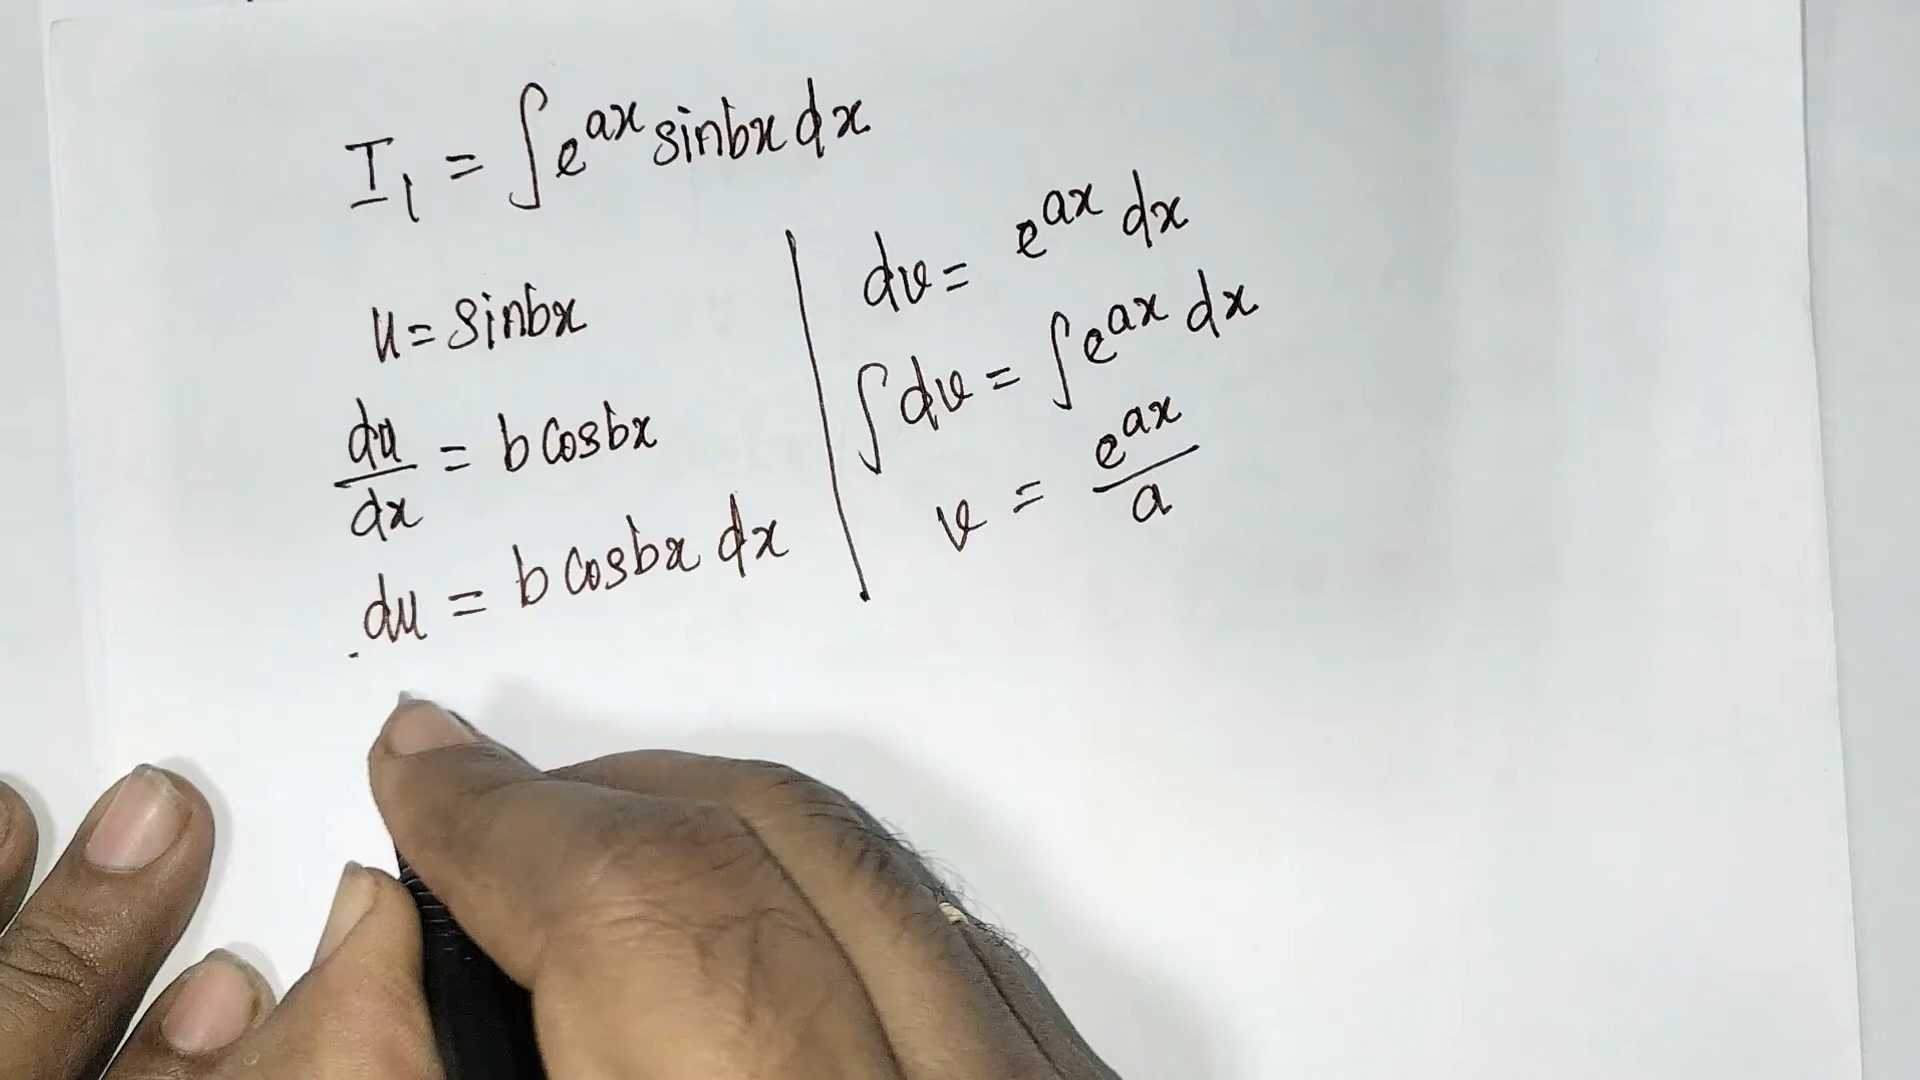 I₁ = ∫e^{ax} sinbx dx
u = sinbx
du/dx = b cosbx
du = b cosbx dx
dv = e^{ax} dx
∫dv = ∫e^{ax} dx
v = e^{ax}/a